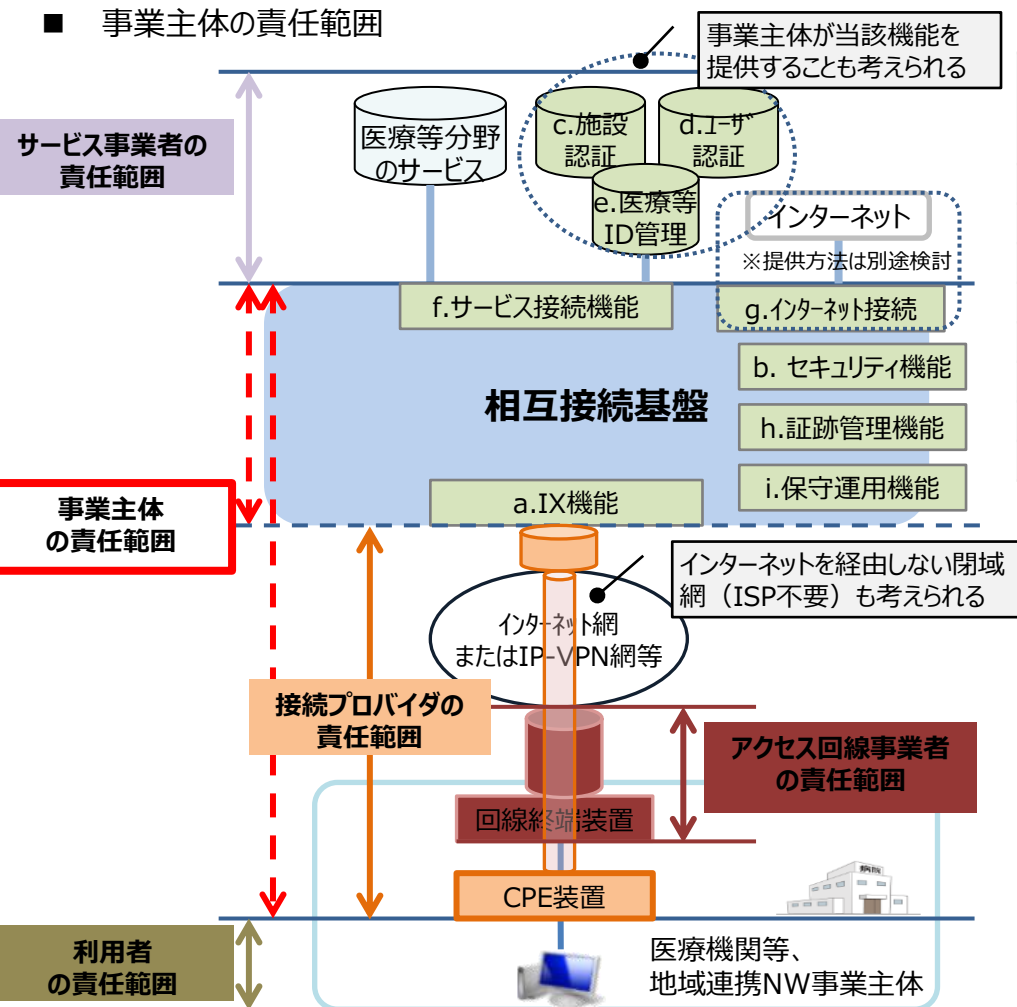 ■ 事業主体の責任範囲
事業主体が当該機能を
提供することも考えられる
サービス事業者の
責任範囲
医療等分野
のサービス
c.施設
認証
d.ユーザ
認証
e.医療等
ID管理
インターネット
※提供方法は別途検討
f.サービス接続機能
g.インターネット接続
b. セキュリティ機能
相互接続基盤
h.証跡管理機能
i.保守運用機能
a.IX機能
事業主体
の責任範囲
インターネットを経由しない閉域
網（ISP不要）も考えられる
インターネット網
またはIP-VPN網等
接続プロバイダの
責任範囲
アクセス回線事業者
の責任範囲
回線終端装置
病院
CPE装置
利用者
の責任範囲
医療機関等、
地域連携NW事業主体